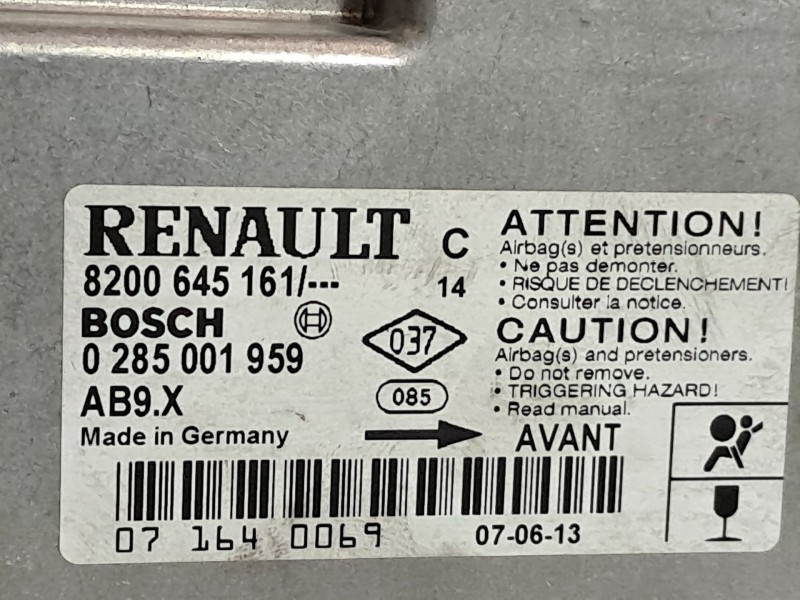 RENAULT C
8200 645 161/--- 14
BOSCH
0 285 001 959
AB9.X
Made in Germany
037
085
ATTENTION!
Airbag(s) et pretensionneurs.
• Ne pas demonter.
• RISQUE DE DECLENCHEMENT!
• Consulter la notice.
CAUTION!
Airbag(s) and pretensioners.
• Do not remove.
• TRIGGERING HAZARD!
• Read manual.
AVANT
07 164 0069
07-06-13